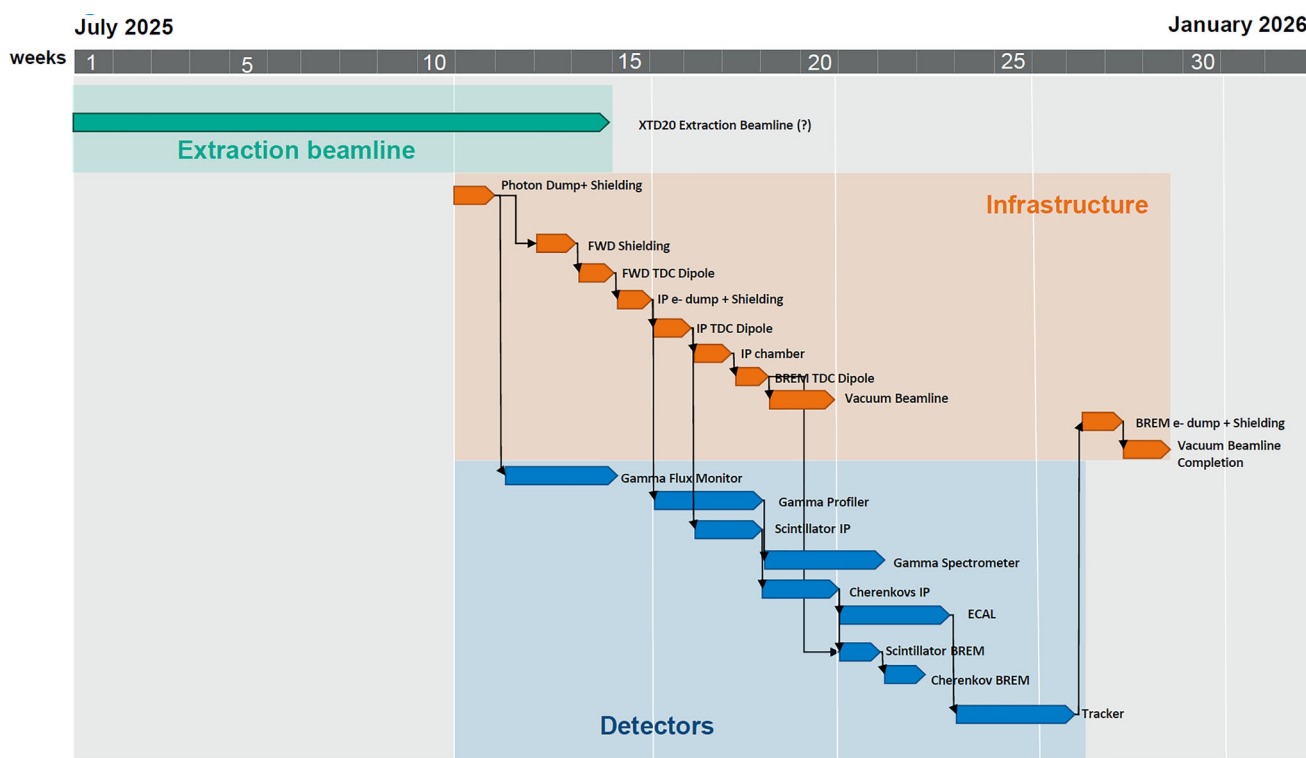 July 2025
January 2026
weeks 1 5 10 15 20 25 30
XTD20 Extraction Beamline (?)
Extraction beamline
Photon Dump+ Shielding
Infrastructure
FWD Shielding
FWD TDC Dipole
IP e- dump + Shielding
IP TDC Dipole
IP chamber
BREM TDC Dipole
Vacuum Beamline
BREM e- dump + Shielding
Vacuum Beamline
Completion
Gamma Flux Monitor
Gamma Profiler
Scintillator IP
Gamma Spectrometer
Cherenkovs IP
ECAL
Scintillator BREM
Cherenkov BREM
Tracker
Detectors